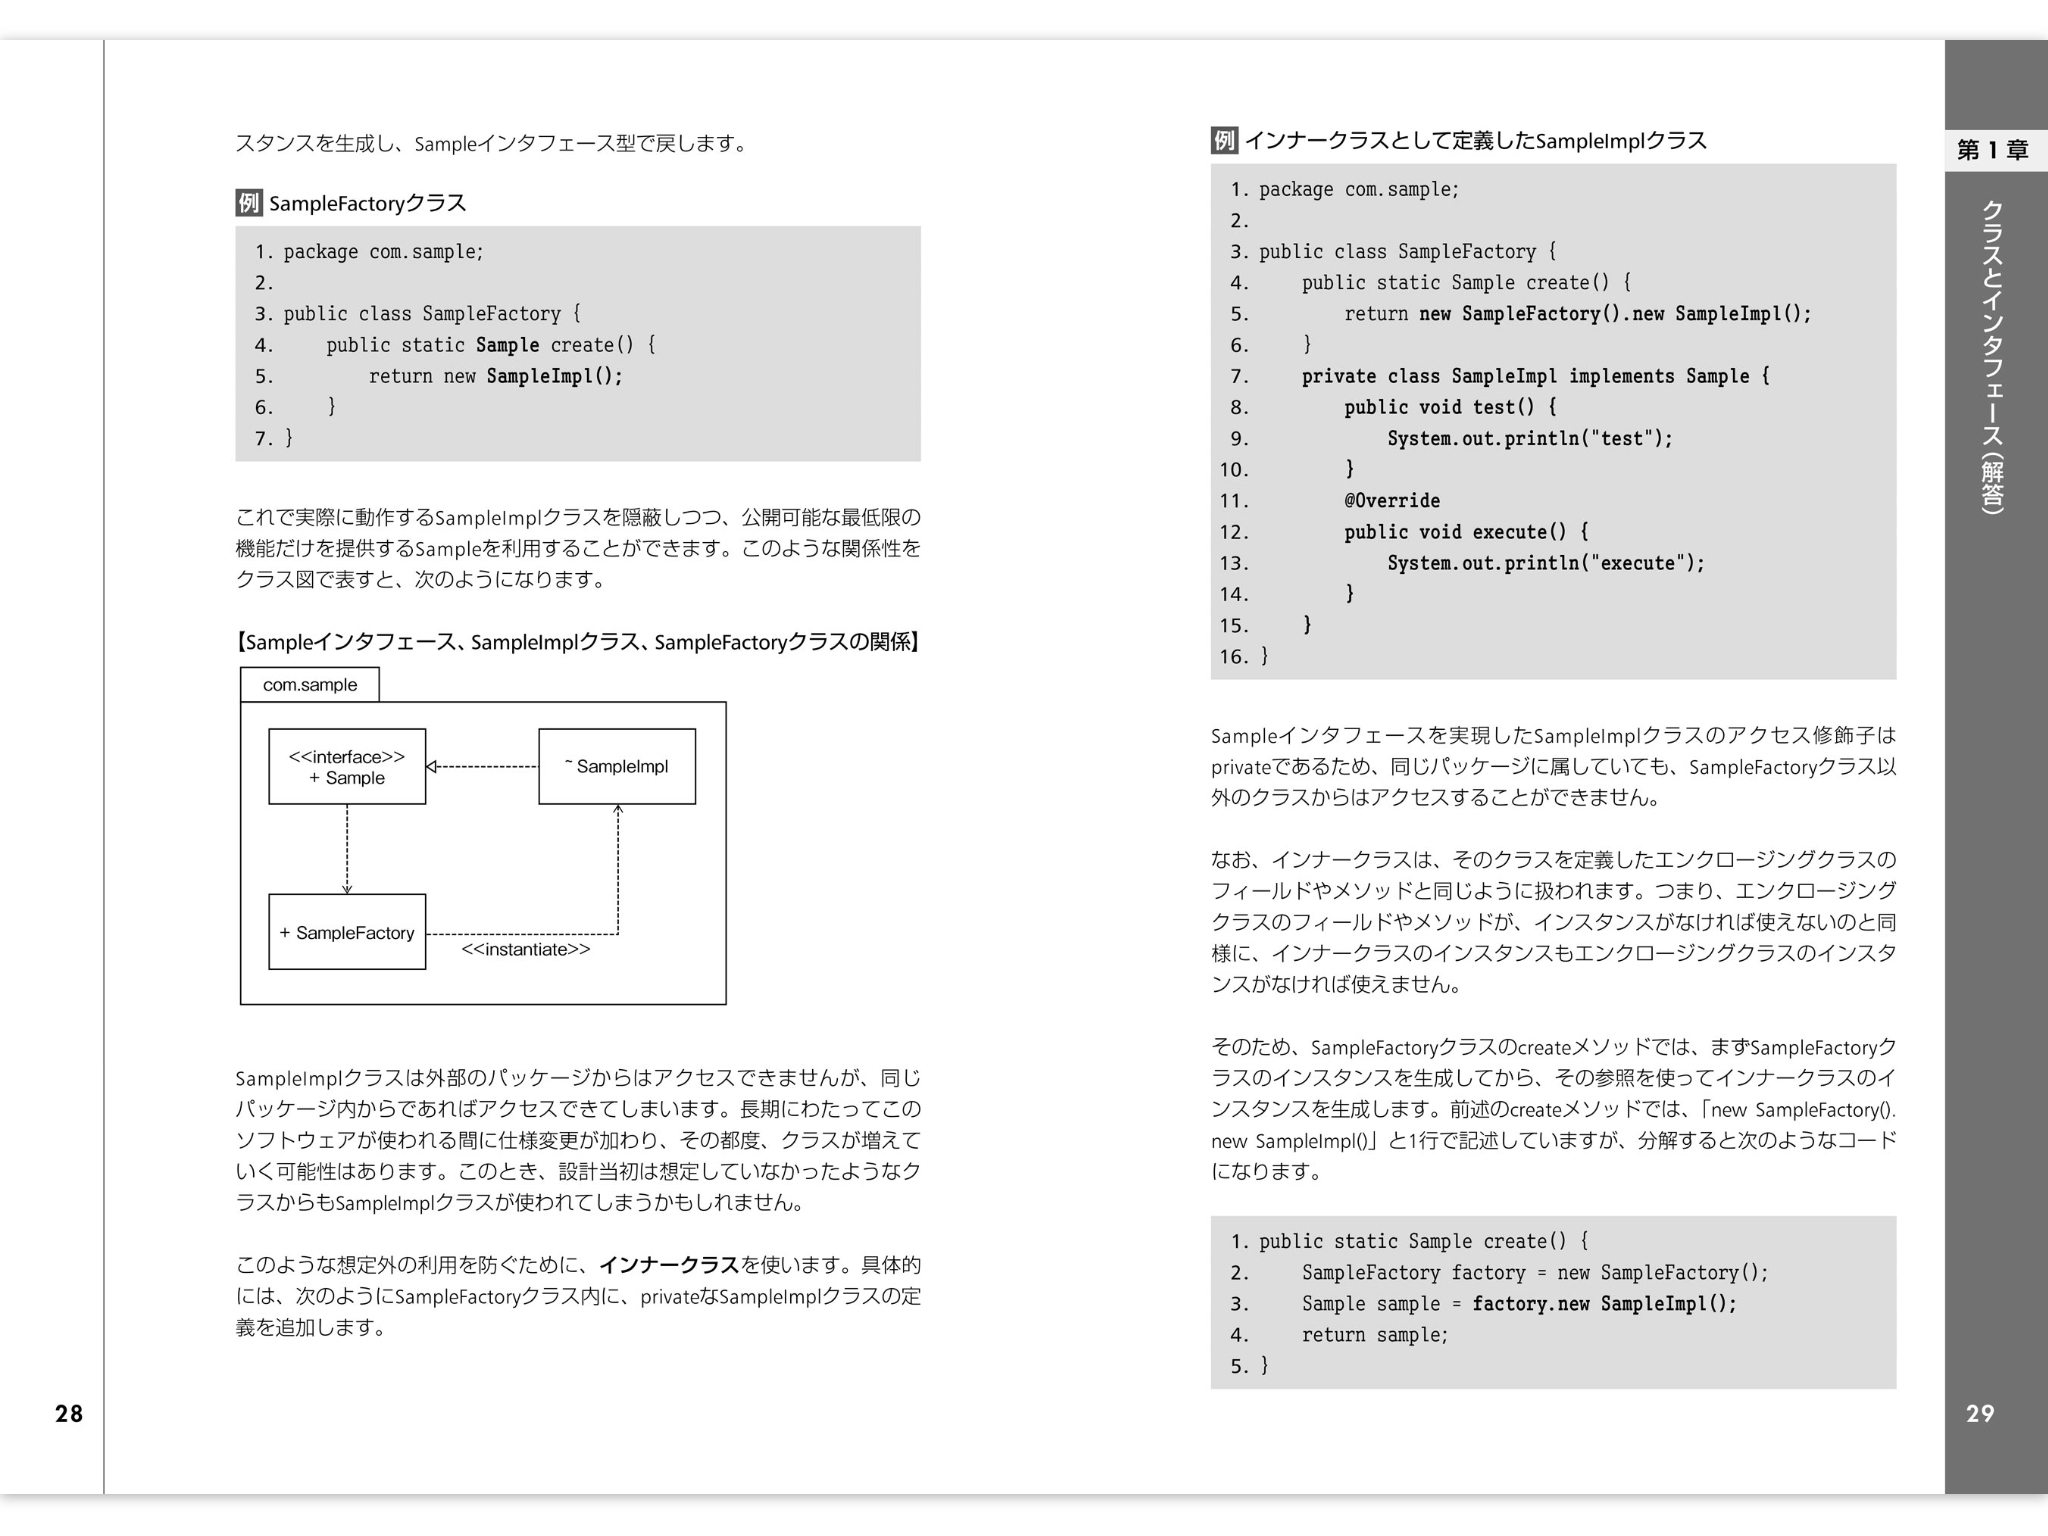 スタンスを生成し、Sampleインタフェース型で戻します。
例 SampleFactoryクラス
1. package com.sample;
2.
3. public class SampleFactory {
4.     public static Sample create() {
5.         return new SampleImpl();
6.     }
7. }
これで実際に動作するSampleImplクラスを隠蔽しつつ、公開可能な最低限の
機能だけを提供するSampleを利用することができます。このような関係性を
クラス図で表すと、次のようになります。
【Sampleインタフェース、SampleImplクラス、SampleFactoryクラスの関係】
com.sample
<<interface>>
+ Sample
~ SampleImpl
+ SampleFactory
<<instantiate>>
SampleImplクラスは外部のパッケージからはアクセスできませんが、同じ
パッケージ内からであればアクセスできてしまいます。長期にわたってこの
ソフトウェアが使われる間に仕様変更が加わり、その都度、クラスが増えて
いく可能性はあります。このとき、設計当初は想定していなかったようなク
ラスからもSampleImplクラスが使われてしまうかもしれません。
このような想定外の利用を防ぐために、インナークラスを使います。具体的
には、次のようにSampleFactoryクラス内に、privateなSampleImplクラスの定
義を追加します。
28
例 インナークラスとして定義したSampleImplクラス
1. package com.sample;
2.
3. public class SampleFactory {
4.     public static Sample create() {
5.         return new SampleFactory().new SampleImpl();
6.     }
7.     private class SampleImpl implements Sample {
8.         public void test() {
9.             System.out.println("test");
10.         }
11.         @Override
12.         public void execute() {
13.             System.out.println("execute");
14.         }
15.     }
16. }
Sampleインタフェースを実現したSampleImplクラスのアクセス修飾子は
privateであるため、同じパッケージに属していても、SampleFactoryクラス以
外のクラスからはアクセスすることができません。
なお、インナークラスは、そのクラスを定義したエンクロージングクラスの
フィールドやメソッドと同じように扱われます。つまり、エンクロージング
クラスのフィールドやメソッドが、インスタンスがなければ使えないのと同
様に、インナークラスのインスタンスもエンクロージングクラスのインスタ
ンスがなければ使えません。
そのため、SampleFactoryクラスのcreateメソッドでは、まずSampleFactoryク
ラスのインスタンスを生成してから、その参照を使ってインナークラスのイ
ンスタンスを生成します。前述のcreateメソッドでは、「new SampleFactory().
new SampleImpl()」と1行で記述していますが、分解すると次のようなコード
になります。
1. public static Sample create() {
2.     SampleFactory factory = new SampleFactory();
3.     Sample sample = factory.new SampleImpl();
4.     return sample;
5. }
第1章
クラスとインタフェース（解答）
29